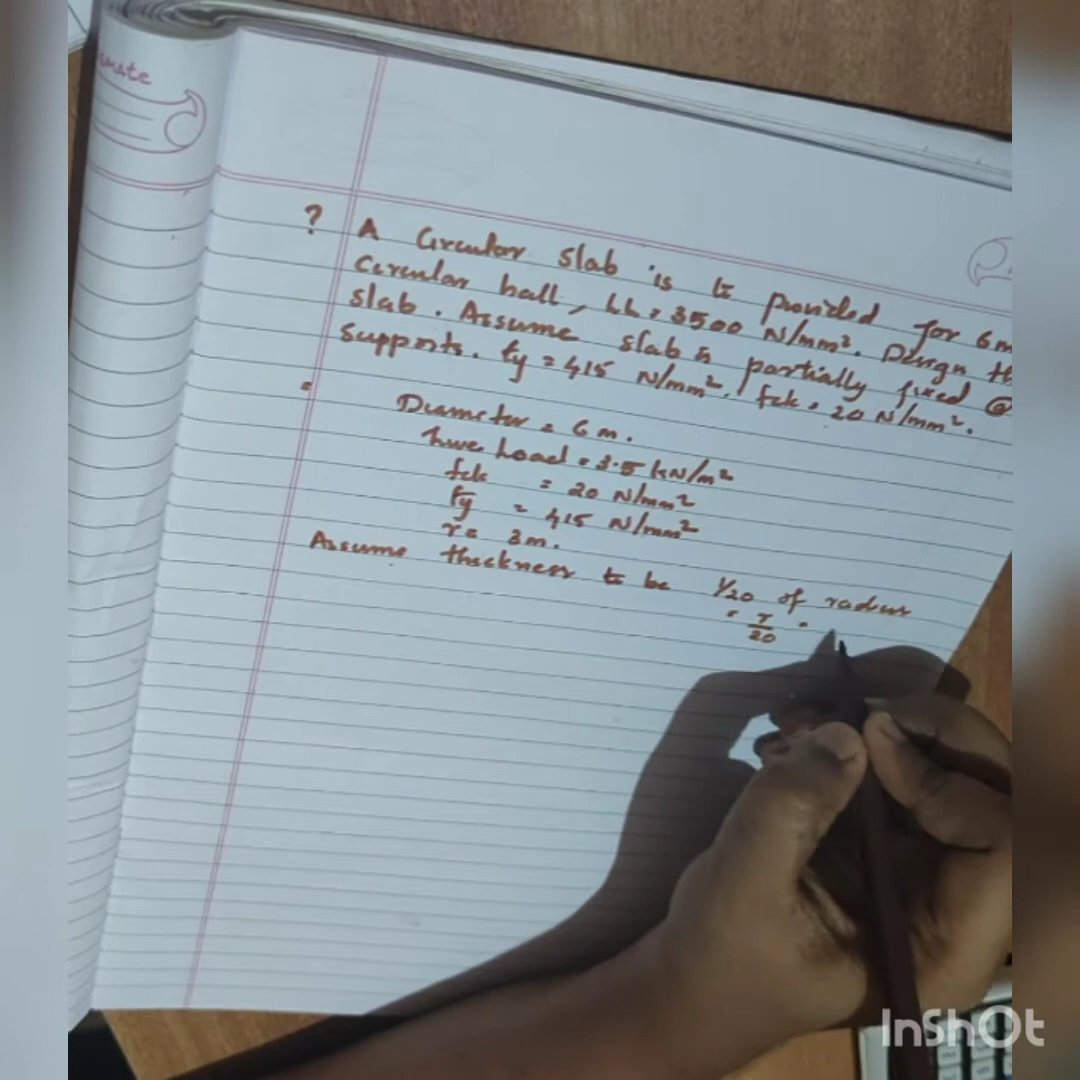 ? A Circular slab is to provided for 6m
Circular hall, LL = 3500 N/mm². Design th
slab. Assume slab is partially fixed @
supports. fy = 415 N/mm², fck = 20 N/mm².
=
Diameter = 6 m.
Live Load = 3.5 kN/m²
fck = 20 N/mm²
fy = 415 N/mm²
r = 3m.
Assume thickness to be 1/20 of radius
= r/20 =
InShOt